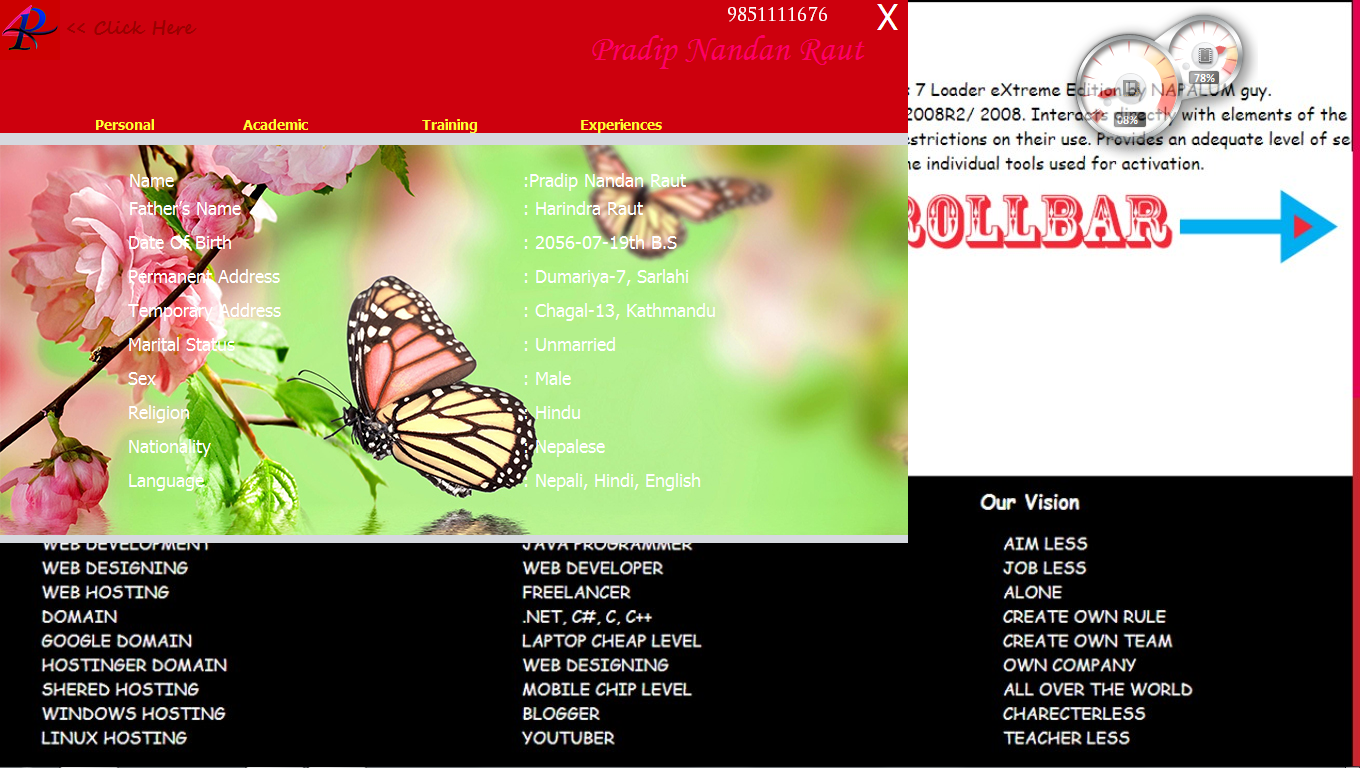 9851111676
X
<< Click Here
Pradip Nandan Raut
Personal Academic Training Experiences
Name :Pradip Nandan Raut
Father's Name : Harindra Raut
Date Of Birth : 2056-07-19th B.S
Permanent Address : Dumariya-7, Sarlahi
Temporary Address : Chagal-13, Kathmandu
Marital Status : Unmarried
Sex : Male
Religion : Hindu
Nationality : Nepalese
Language : Nepali, Hindi, English
78%
7 Loader eXtreme Edition by NAPALUM guy.
08%
2008R2/ 2008. Interacts directly with elements of the
estrictions on their use. Provides an adequate level of se
e individual tools used for activation.
ROLLBAR
Our Vision
WEB DEVELOPMENT JAVA PROGRAMMER AIM LESS
WEB DESIGNING WEB DEVELOPER JOB LESS
WEB HOSTING FREELANCER ALONE
DOMAIN .NET, C#, C, C++ CREATE OWN RULE
GOOGLE DOMAIN LAPTOP CHEAP LEVEL CREATE OWN TEAM
HOSTINGER DOMAIN WEB DESIGNING OWN COMPANY
SHERED HOSTING MOBILE CHIP LEVEL ALL OVER THE WORLD
WINDOWS HOSTING BLOGGER CHARECTERLESS
LINUX HOSTING YOUTUBER TEACHER LESS